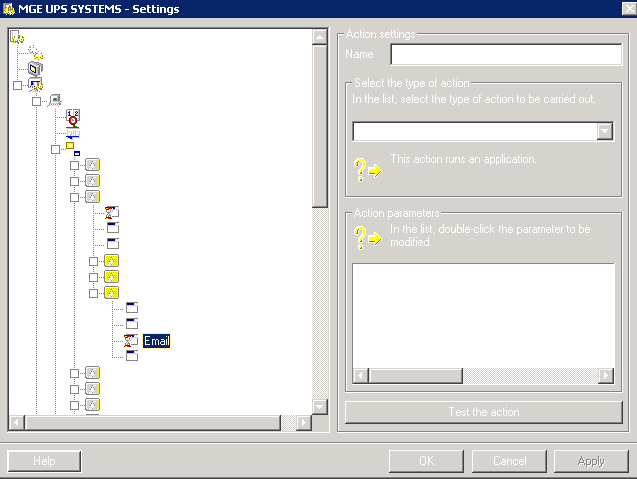 MGE UPS SYSTEMS - Settings
Action settings
Name
Select the type of action
In the list, select the type of action to be carried out.
This action runs an application.
Action parameters
In the list, double-click the parameter to be
modified.
Email
Test the action
Help
OK
Cancel
Apply